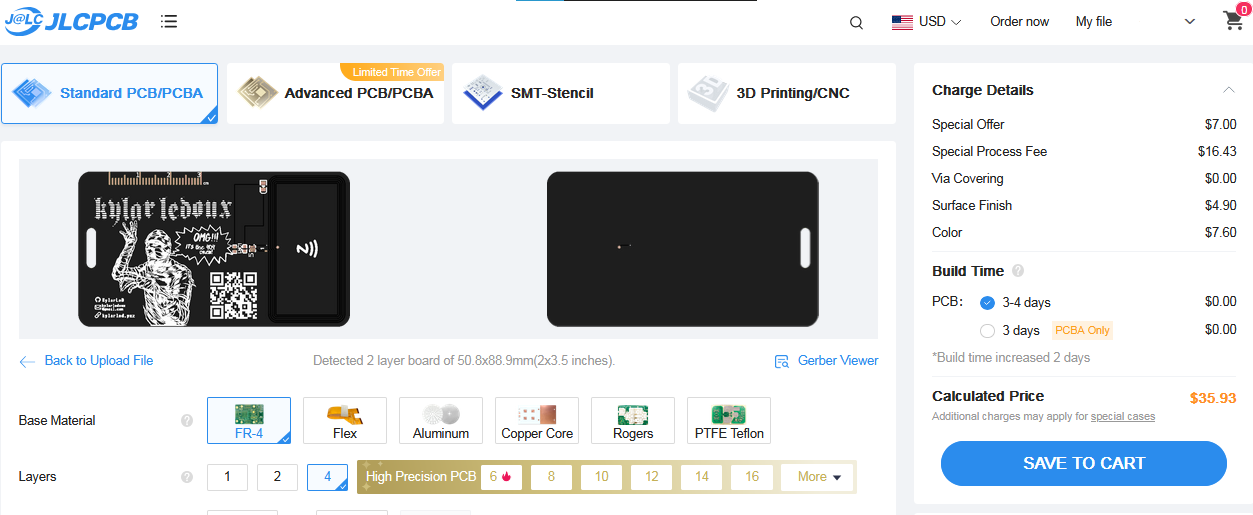 J@LC JLCPCB
USD
Order now
My file
0
Standard PCB/PCBA
Limited Time Offer
Advanced PCB/PCBA
SMT-Stencil
3D Printing/CNC
1 2 3
cm
kylar ledoux
OMG!!!
N
Back to Upload File
Detected 2 layer board of 50.8x88.9mm(2x3.5 inches).
Gerber Viewer
Base Material
?
FR-4
Flex
Aluminum
Copper Core
Rogers
PTFE Teflon
Layers
?
1
2
4
High Precision PCB
6
8
10
12
14
16
More
Charge Details
Special Offer $7.00
Special Process Fee $16.43
Via Covering $0.00
Surface Finish $4.90
Color $7.60
Build Time ?
PCB: 3-4 days $0.00
3 days PCBA Only $0.00
*Build time increased 2 days
Calculated Price $35.93
Additional charges may apply for special cases
SAVE TO CART